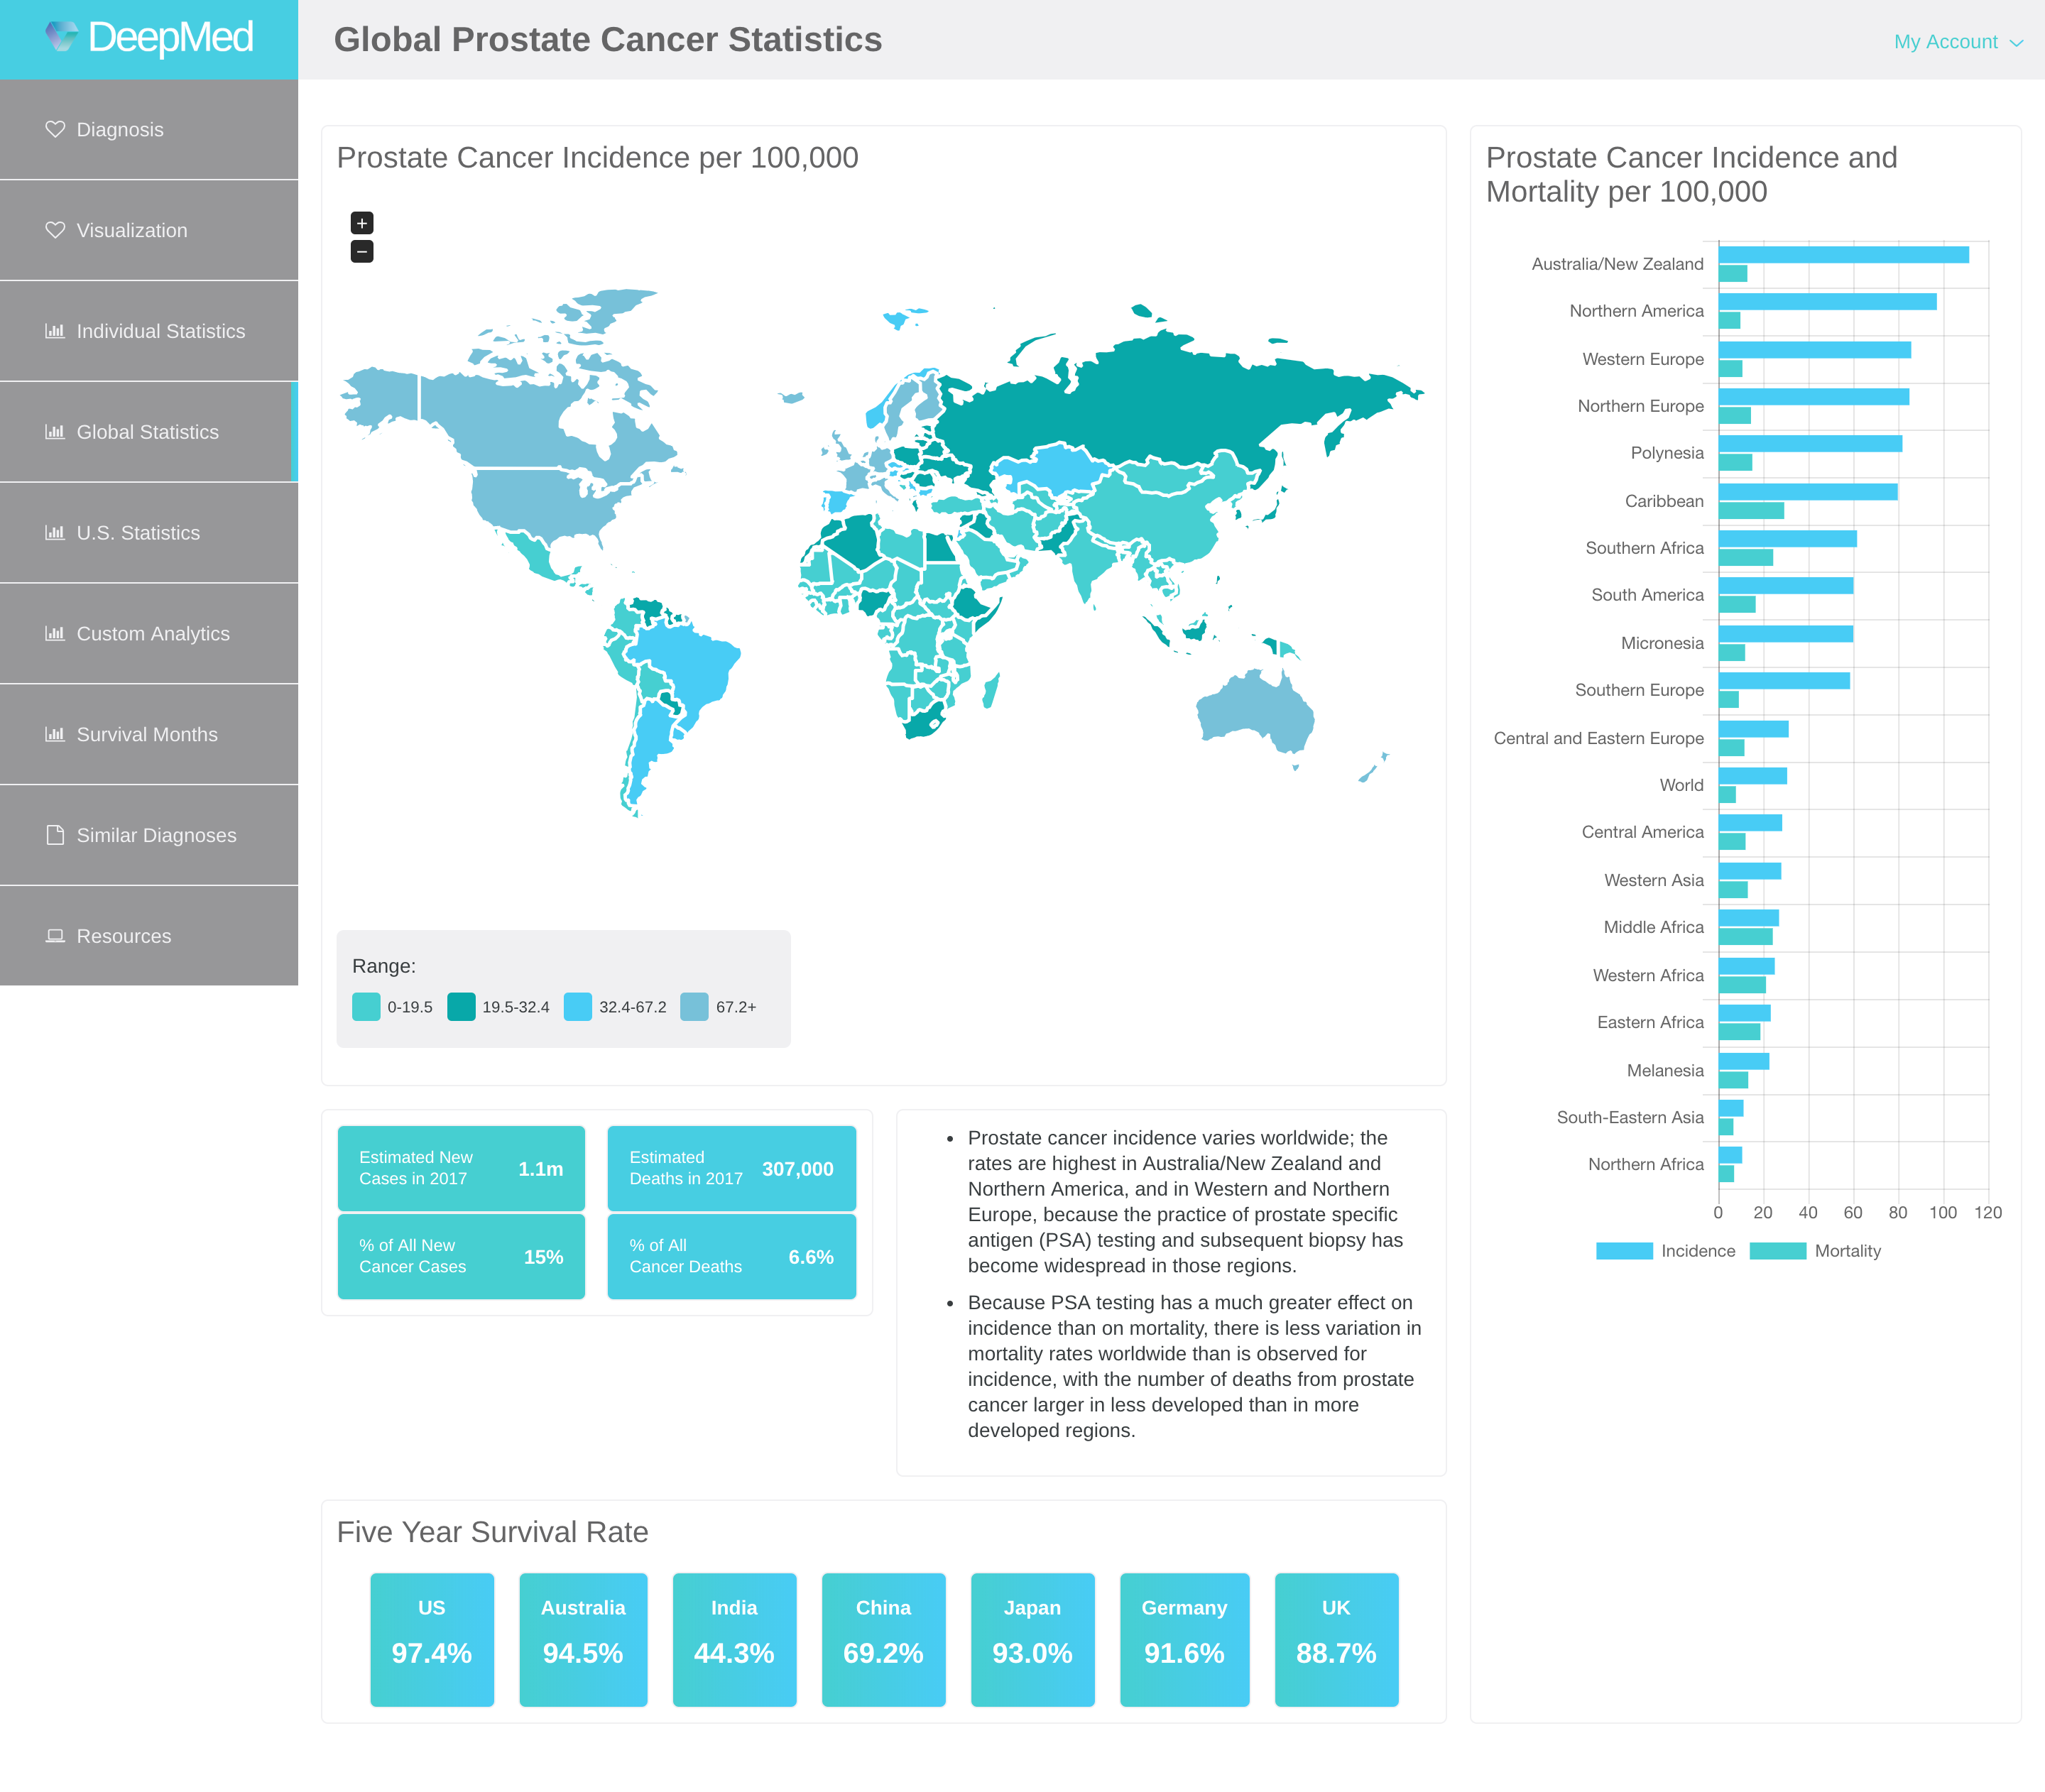 DeepMed
Global Prostate Cancer Statistics
My Account
Diagnosis
Visualization
Individual Statistics
Global Statistics
U.S. Statistics
Custom Analytics
Survival Months
Similar Diagnoses
Resources
Prostate Cancer Incidence per 100,000
+
−
Range:
0-19.5
19.5-32.4
32.4-67.2
67.2+
Estimated New
Cases in 2017
1.1m
Estimated
Deaths in 2017
307,000
% of All New
Cancer Cases
15%
% of All
Cancer Deaths
6.6%
• Prostate cancer incidence varies worldwide; the
rates are highest in Australia/New Zealand and
Northern America, and in Western and Northern
Europe, because the practice of prostate specific
antigen (PSA) testing and subsequent biopsy has
become widespread in those regions.
• Because PSA testing has a much greater effect on
incidence than on mortality, there is less variation in
mortality rates worldwide than is observed for
incidence, with the number of deaths from prostate
cancer larger in less developed than in more
developed regions.
Five Year Survival Rate
US
97.4%
Australia
94.5%
India
44.3%
China
69.2%
Japan
93.0%
Germany
91.6%
UK
88.7%
Prostate Cancer Incidence and
Mortality per 100,000
Australia/New Zealand
Northern America
Western Europe
Northern Europe
Polynesia
Caribbean
Southern Africa
South America
Micronesia
Southern Europe
Central and Eastern Europe
World
Central America
Western Asia
Middle Africa
Western Africa
Eastern Africa
Melanesia
South-Eastern Asia
Northern Africa
0 20 40 60 80 100 120
Incidence Mortality